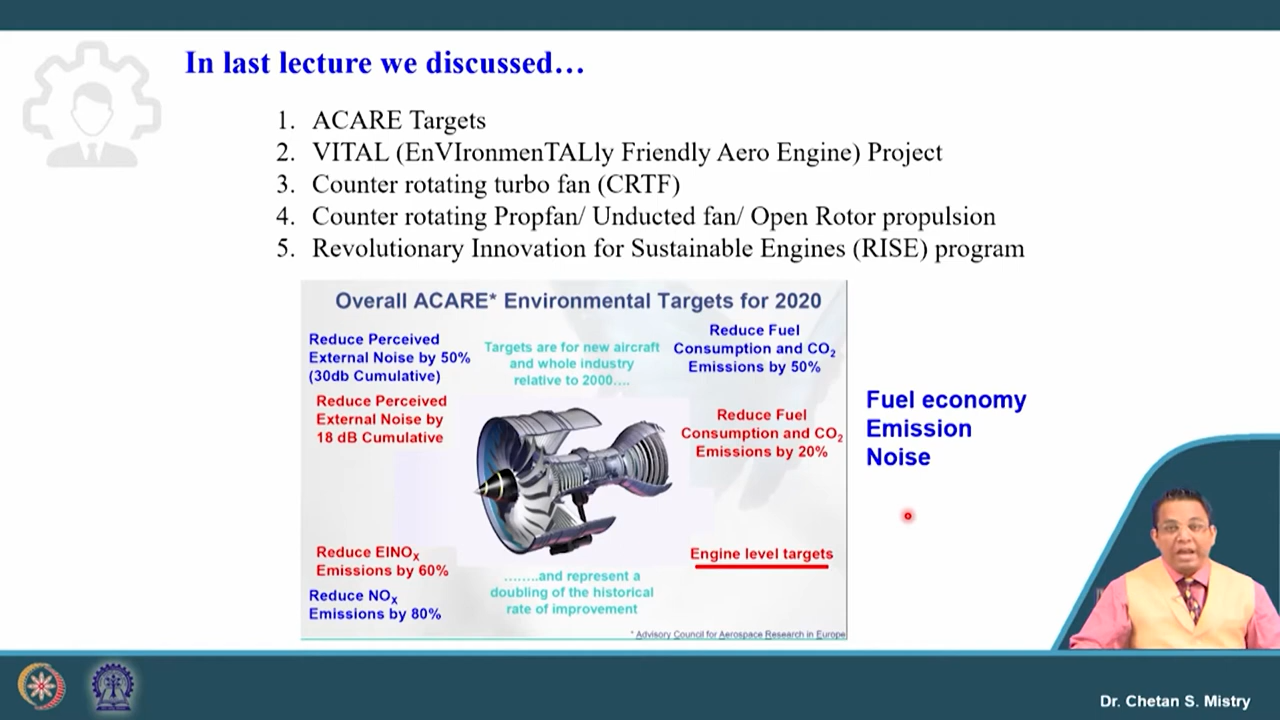 In last lecture we discussed…
1. ACARE Targets
2. VITAL (EnVIronmenTALly Friendly Aero Engine) Project
3. Counter rotating turbo fan (CRTF)
4. Counter rotating Propfan/ Unducted fan/ Open Rotor propulsion
5. Revolutionary Innovation for Sustainable Engines (RISE) program
Overall ACARE* Environmental Targets for 2020
Reduce Perceived
External Noise by 50%
(30db Cumulative)
Reduce Perceived
External Noise by
18 dB Cumulative
Targets are for new aircraft
and whole industry
relative to 2000....
Reduce Fuel
Consumption and CO2
Emissions by 50%
Reduce Fuel
Consumption and CO2
Emissions by 20%
Reduce EINOX
Emissions by 60%
Reduce NOX
Emissions by 80%
........and represent a
doubling of the historical
rate of improvement
Engine level targets
* Advisory Council for Aerospace Research in Europe
Fuel economy
Emission
Noise
Dr. Chetan S. Mistry